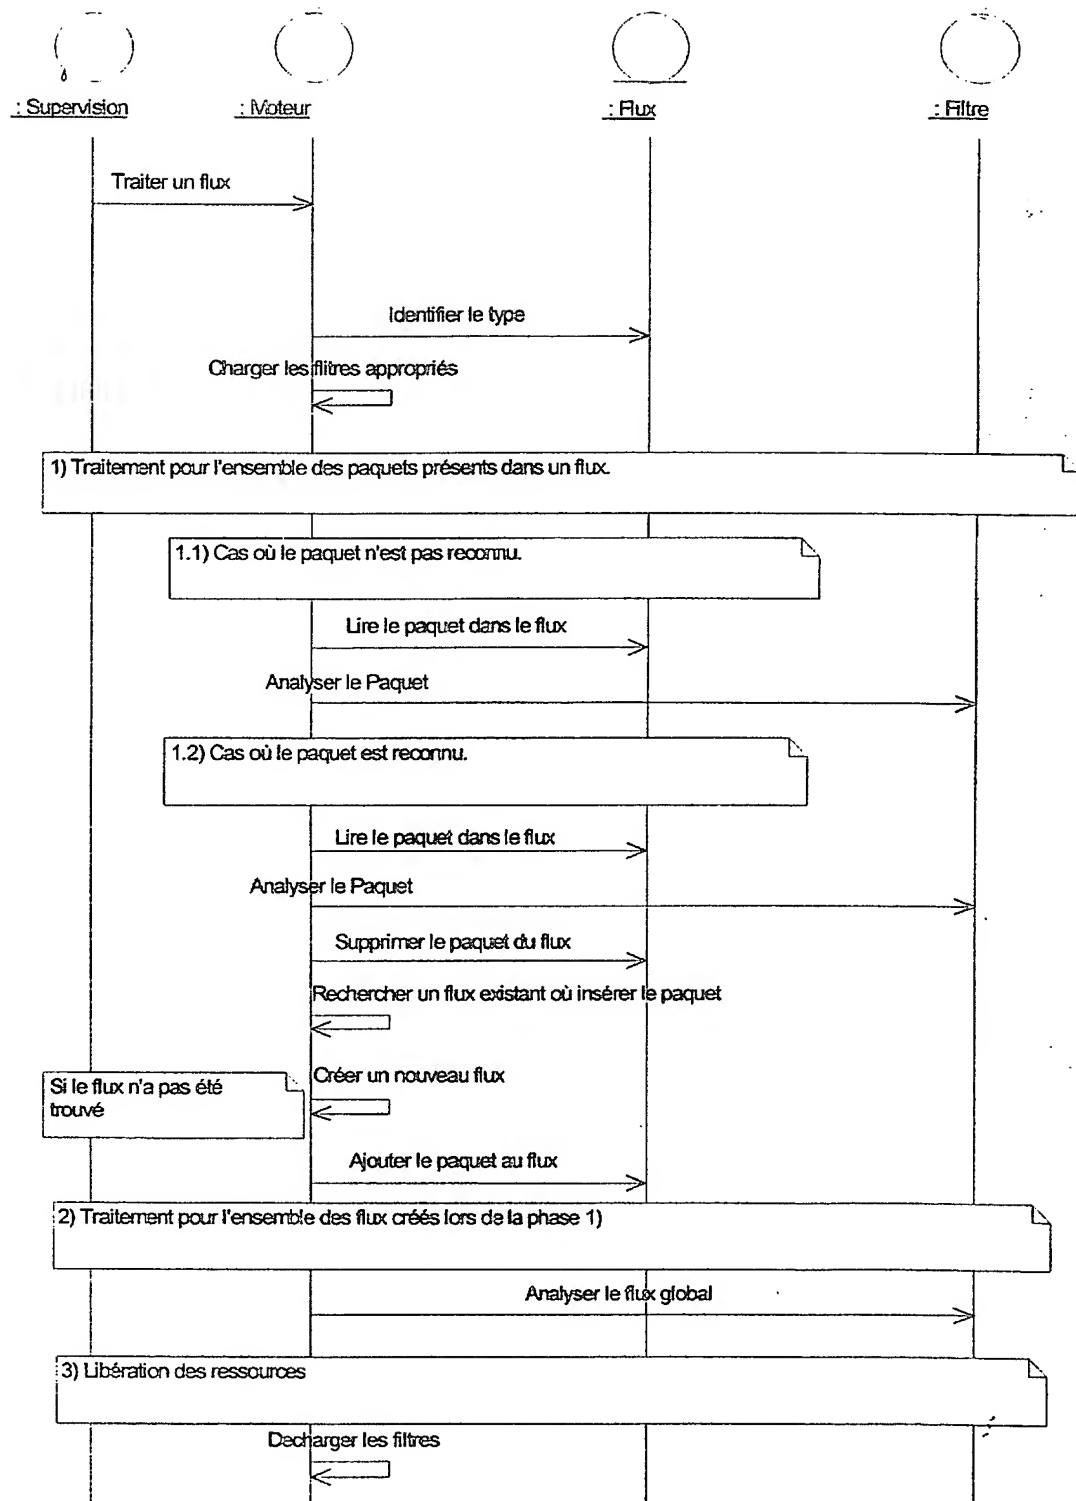 : Supervision
: Moteur
: Flux
: Filtre
Traiter un flux
Identifier le type
Charger les flitres appropriés
1) Traitement pour l'ensemble des paquets présents dans un flux.
1.1) Cas où le paquet n'est pas reconnu.
Lire le paquet dans le flux
Analyser le Paquet
1.2) Cas où le paquet est reconnu.
Lire le paquet dans le flux
Analyser le Paquet
Supprimer le paquet du flux
Rechercher un flux existant où insérer le paquet
Créer un nouveau flux
Si le flux n'a pas été
trouvé
Ajouter le paquet au flux
2) Traitement pour l'ensemble des flux créés lors de la phase 1)
Analyser le flux global
3) Libération des ressources
Decharger les filtres